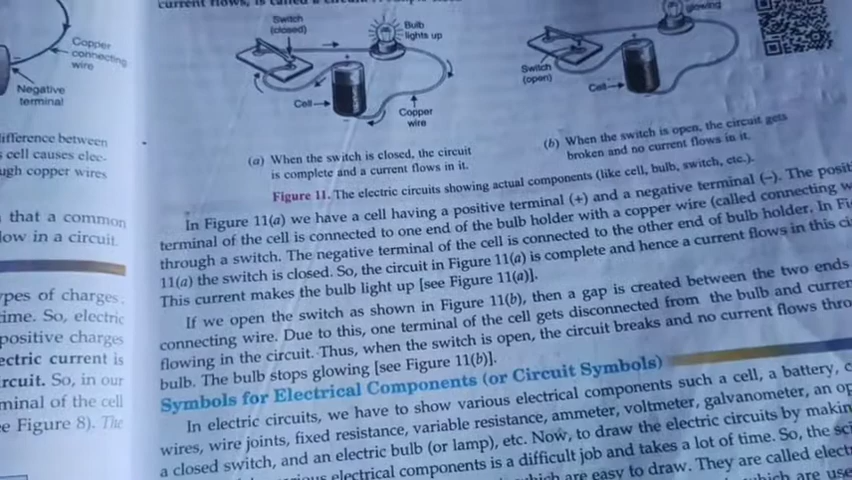 Copper
connecting
wire
Negative
terminal
ifference between
cell causes elec-
ugh copper wires
that a common
low in a circuit.
ypes of charges.
ime. So, electric
positive charges
ectric current is
rcuit. So, in our
minal of the cell
e Figure 8). The
current flows, is called a
Switch
(closed)
Bulb
lights up
Cell
Copper
wire
glowing
Switch
(open)
Cell
(a) When the switch is closed, the circuit
is complete and a current flows in it.
(b) When the switch is open, the circuit gets
broken and no current flows in it.
Figure 11. The electric circuits showing actual components (like cell, bulb, switch, etc.).
In Figure 11(a) we have a cell having a positive terminal (+) and a negative terminal (–). The positi
terminal of the cell is connected to one end of the bulb holder with a copper wire (called connecting w
through a switch. The negative terminal of the cell is connected to the other end of bulb holder. In Fi
11(a) the switch is closed. So, the circuit in Figure 11(a) is complete and hence a current flows in this ci
This current makes the bulb light up [see Figure 11(a)].
If we open the switch as shown in Figure 11(b), then a gap is created between the two ends
connecting wire. Due to this, one terminal of the cell gets disconnected from the bulb and curren
flowing in the circuit. Thus, when the switch is open, the circuit breaks and no current flows thro
bulb. The bulb stops glowing [see Figure 11(b)].
Symbols for Electrical Components (or Circuit Symbols)
In electric circuits, we have to show various electrical components such a cell, a battery, c
wires, wire joints, fixed resistance, variable resistance, ammeter, voltmeter, galvanometer, an op
a closed switch, and an electric bulb (or lamp), etc. Now, to draw the electric circuits by makin
electrical components is a difficult job and takes a lot of time. So, the sci
which are easy to draw. They are called elect
which are use